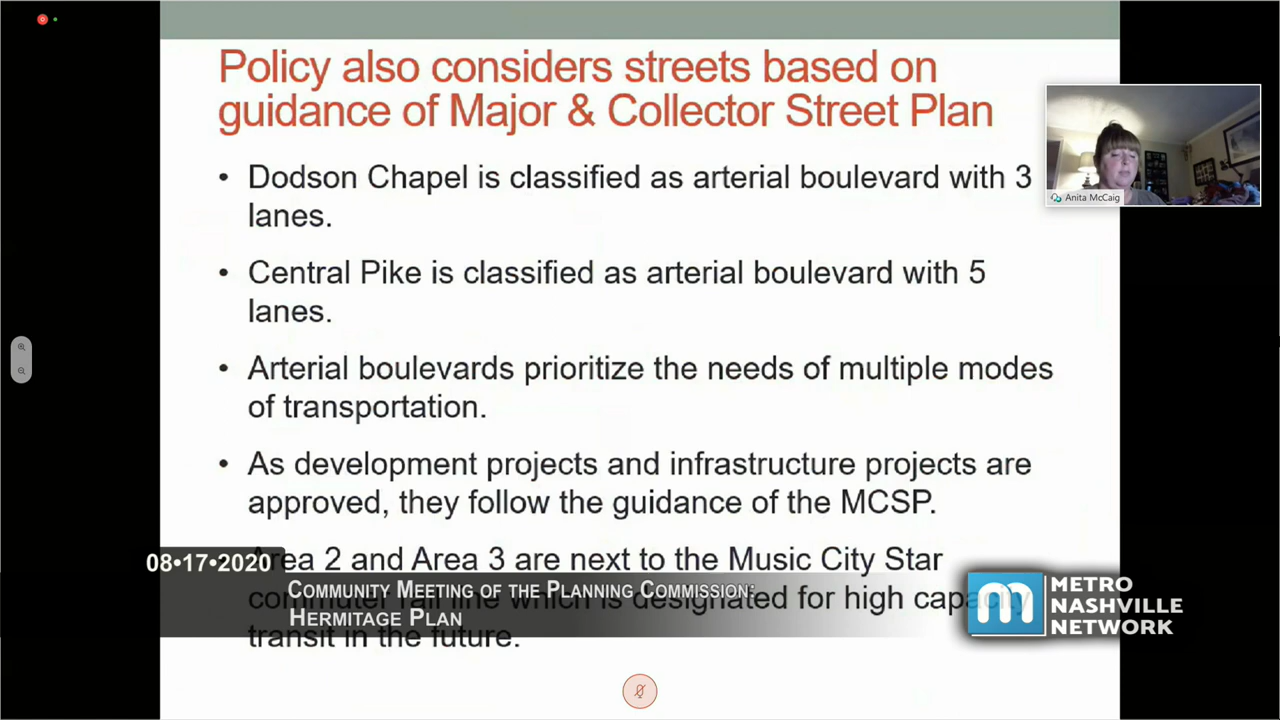 Policy also considers streets based on
guidance of Major & Collector Street Plan
• Dodson Chapel is classified as arterial boulevard with 3
lanes.
• Central Pike is classified as arterial boulevard with 5
lanes.
• Arterial boulevards prioritize the needs of multiple modes
of transportation.
• As development projects and infrastructure projects are
approved, they follow the guidance of the MCSP.
Area 2 and Area 3 are next to the Music City Star
commuter rail line which is designated for high capacity
transit in the future.
Anita McCaig
08•17•2020
COMMUNITY MEETING OF THE PLANNING COMMISSION:
HERMITAGE PLAN
m
METRO
NASHVILLE
NETWORK